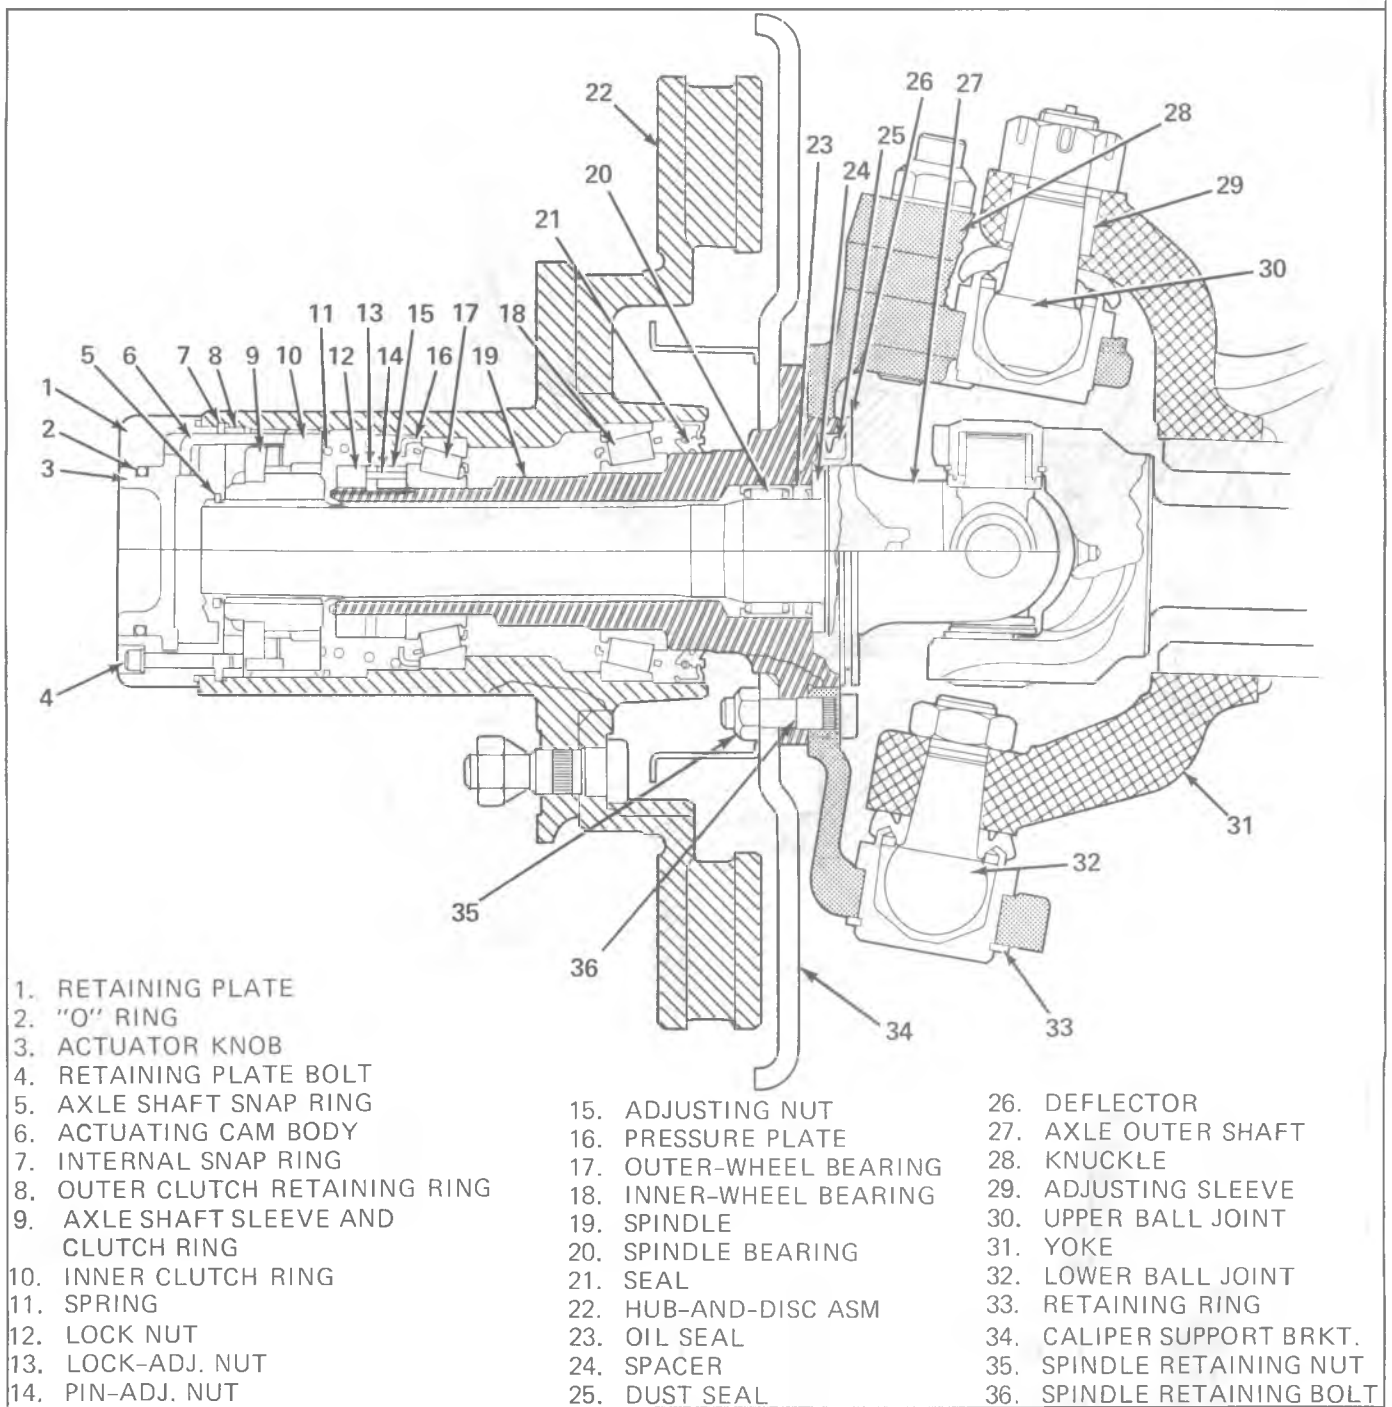 26
27
22
28
25
23
20
24
29
21
30
11
13
15
17
18
5
6
7
8
9
10
12
14
16
19
1
2
3
4
31
32
35
36
34
33
1. RETAINING PLATE
2. "O" RING
3. ACTUATOR KNOB
4. RETAINING PLATE BOLT
5. AXLE SHAFT SNAP RING
6. ACTUATING CAM BODY
7. INTERNAL SNAP RING
8. OUTER CLUTCH RETAINING RING
9. AXLE SHAFT SLEEVE AND
CLUTCH RING
10. INNER CLUTCH RING
11. SPRING
12. LOCK NUT
13. LOCK-ADJ. NUT
14. PIN-ADJ. NUT
15. ADJUSTING NUT
16. PRESSURE PLATE
17. OUTER-WHEEL BEARING
18. INNER-WHEEL BEARING
19. SPINDLE
20. SPINDLE BEARING
21. SEAL
22. HUB-AND-DISC ASM
23. OIL SEAL
24. SPACER
25. DUST SEAL
26. DEFLECTOR
27. AXLE OUTER SHAFT
28. KNUCKLE
29. ADJUSTING SLEEVE
30. UPPER BALL JOINT
31. YOKE
32. LOWER BALL JOINT
33. RETAINING RING
34. CALIPER SUPPORT BRKT.
35. SPINDLE RETAINING NUT
36. SPINDLE RETAINING BOLT